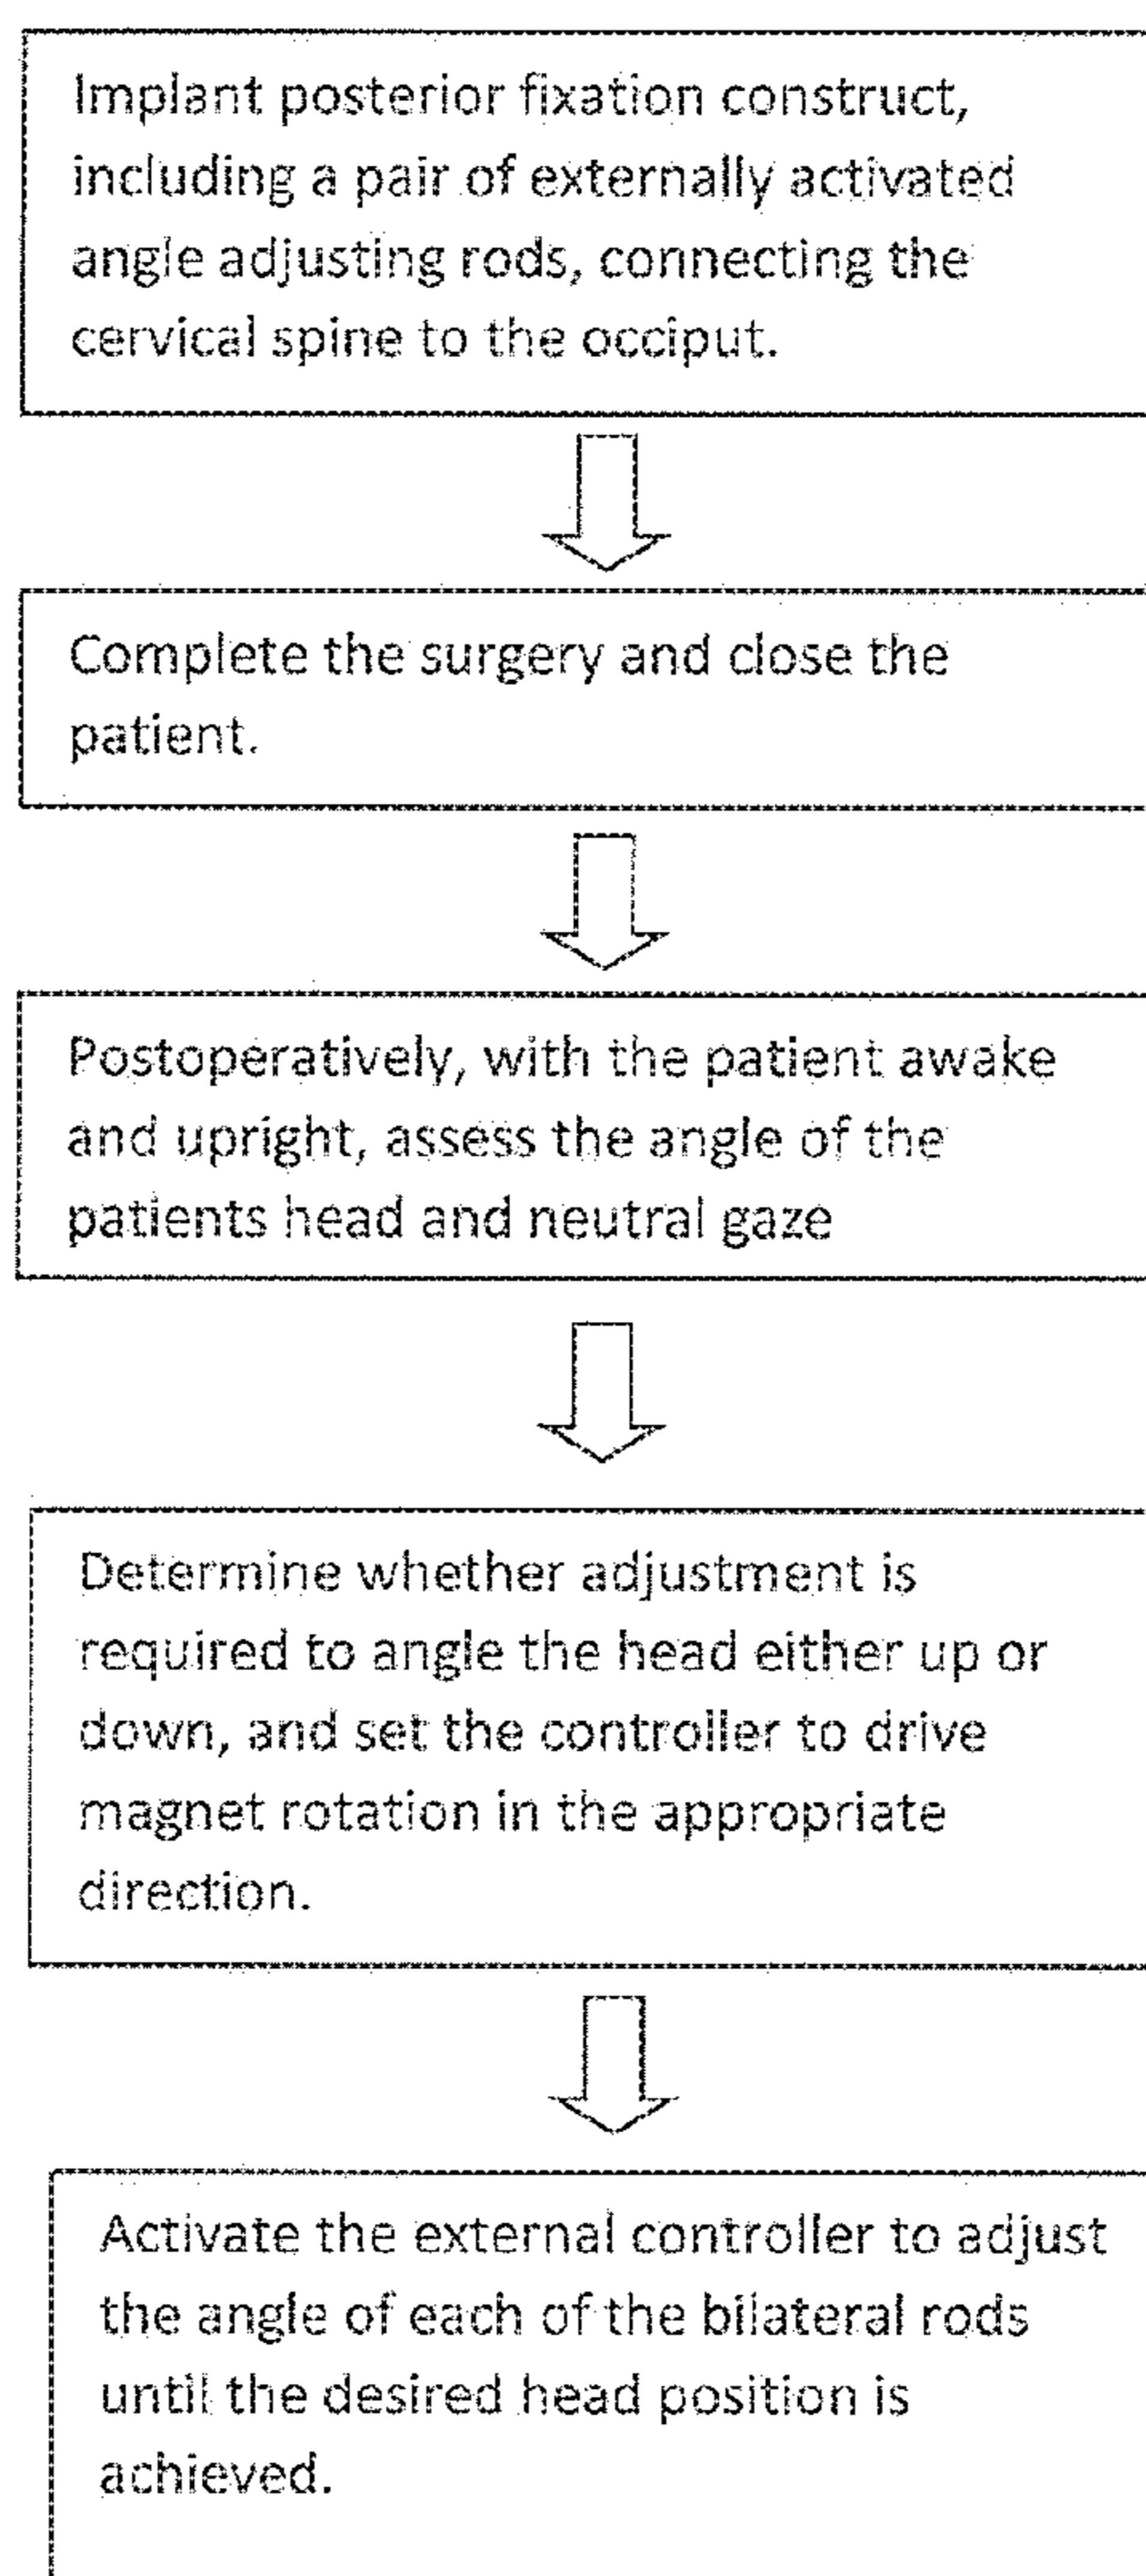 Implant posterior fixation construct,
including a pair of externally activated
angle adjusting rods, connecting the
cervical spine to the occiput.
Complete the surgery and close the
patient.
Postoperatively, with the patient awake
and upright, assess the angle of the
patients head and neutral gaze
Determine whether adjustment is
required to angle the head either up or
down, and set the controller to drive
magnet rotation in the appropriate
direction.
Activate the external controller to adjust
the angle of each of the bilateral rods
until the desired head position is
achieved.